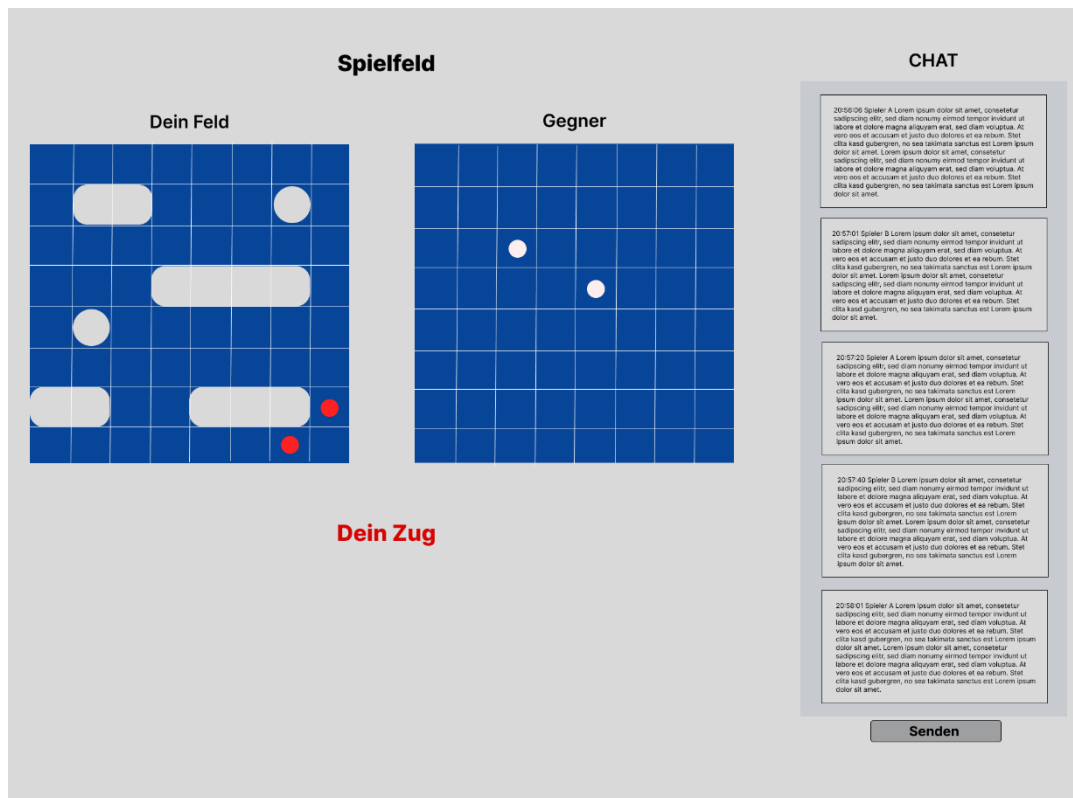 Spielfeld
Dein Feld
Gegner
Dein Zug
CHAT
20:56:06 Spieler A Lorem ipsum dolor sit amet, consetetur
sadipscing elitr, sed diam nonumy eirmod tempor invidunt ut
labore et dolore magna aliquyam erat, sed diam voluptua. At
vero eos et accusam et justo duo dolores et ea rebum. Stet
clita kasd gubergren, no sea takimata sanctus est Lorem ipsum
dolor sit amet. Lorem ipsum dolor sit amet, consetetur
sadipscing elitr, sed diam nonumy eirmod tempor invidunt ut
labore et dolore magna aliquyam erat, sed diam voluptua. At
vero eos et accusam et justo duo dolores et ea rebum. Stet
clita kasd gubergren, no sea takimata sanctus est Lorem ipsum
dolor sit amet.
20:57:01 Spieler B Lorem ipsum dolor sit amet, consetetur
sadipscing elitr, sed diam nonumy eirmod tempor invidunt ut
labore et dolore magna aliquyam erat, sed diam voluptua. At
vero eos et accusam et justo duo dolores et ea rebum. Stet
clita kasd gubergren, no sea takimata sanctus est Lorem
ipsum dolor sit amet. Lorem ipsum dolor sit amet, consetetur
sadipscing elitr, sed diam nonumy eirmod tempor invidunt ut
labore et dolore magna aliquyam erat, sed diam voluptua. At
vero eos et accusam et justo duo dolores et ea rebum. Stet
clita kasd gubergren, no sea takimata sanctus est Lorem ipsum
dolor sit amet.
20:57:20 Spieler A Lorem ipsum dolor sit amet, consetetur
sadipscing elitr, sed diam nonumy eirmod tempor invidunt ut
labore et dolore magna aliquyam erat, sed diam voluptua. At
vero eos et accusam et justo duo dolores et ea rebum. Stet
clita kasd gubergren, no sea takimata sanctus est Lorem
ipsum dolor sit amet. Lorem ipsum dolor sit amet, consetetur
sadipscing elitr, sed diam nonumy eirmod tempor invidunt ut
labore et dolore magna aliquyam erat, sed diam voluptua. At
vero eos et accusam et justo duo dolores et ea rebum. Stet
clita kasd gubergren, no sea takimata sanctus est Lorem
ipsum dolor sit amet.
20:57:40 Spieler B Lorem ipsum dolor sit amet, consetetur
sadipscing elitr, sed diam nonumy eirmod tempor invidunt ut
labore et dolore magna aliquyam erat, sed diam voluptua. At
vero eos et accusam et justo duo dolores et ea rebum. Stet
clita kasd gubergren, no sea takimata sanctus est Lorem
ipsum dolor sit amet. Lorem ipsum dolor sit amet, consetetur
sadipscing elitr, sed diam nonumy eirmod tempor invidunt ut
labore et dolore magna aliquyam erat, sed diam voluptua. At
vero eos et accusam et justo duo dolores et ea rebum. Stet
clita kasd gubergren, no sea takimata sanctus est Lorem
ipsum dolor sit amet.
20:58:01 Spieler A Lorem ipsum dolor sit amet, consetetur
sadipscing elitr, sed diam nonumy eirmod tempor invidunt ut
labore et dolore magna aliquyam erat, sed diam voluptua. At
vero eos et accusam et justo duo dolores et ea rebum. Stet
clita kasd gubergren, no sea takimata sanctus est Lorem ipsum
dolor sit amet. Lorem ipsum dolor sit amet, consetetur
sadipscing elitr, sed diam nonumy eirmod tempor invidunt ut
labore et dolore magna aliquyam erat, sed diam voluptua. At
vero eos et accusam et justo duo dolores et ea rebum. Stet
clita kasd gubergren, no sea takimata sanctus est Lorem ipsum
dolor sit amet.
Senden